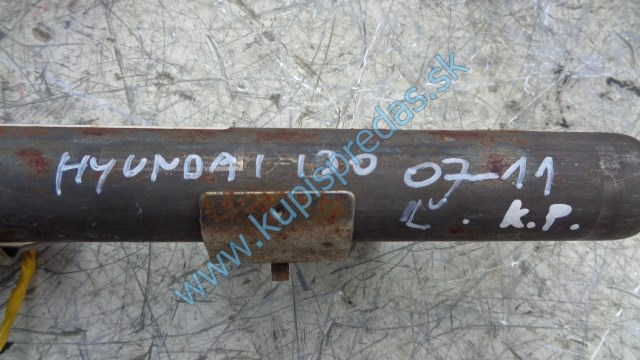 HYUNDAI i30 07-11
Ľ. K.P.
www.kupispredas.sk